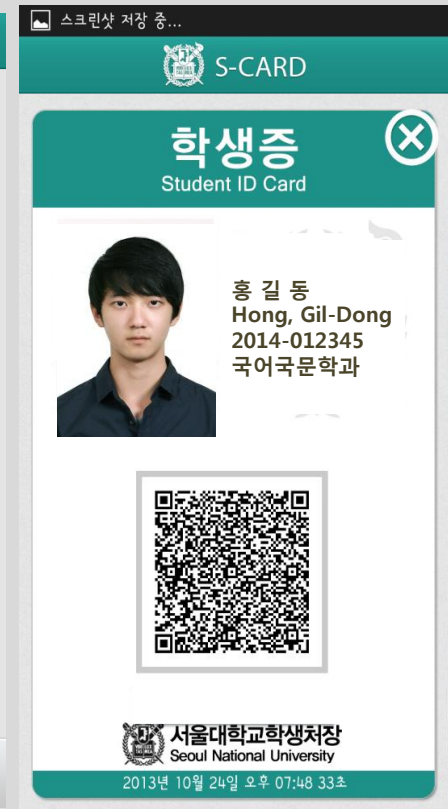 스크린샷 저장 중...
S-CARD
학생증
Student ID Card
홍 길 동
Hong, Gil-Dong
2014-012345
국어국문학과
서울대학교학생처장
Seoul National University
2013년 10월 24일 오후 07:48 33초